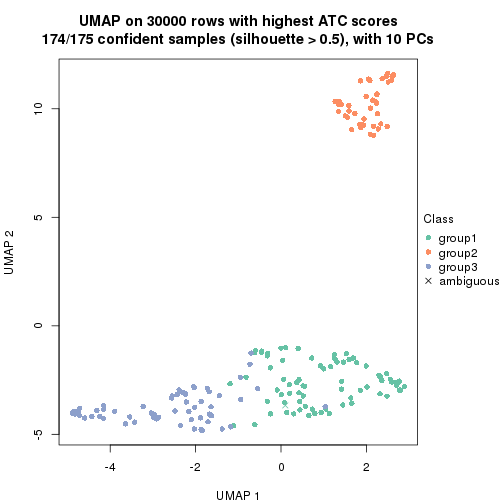 UMAP on 30000 rows with highest ATC scores
174/175 confident samples (silhouette > 0.5), with 10 PCs
UMAP 2
10
5
0
-5
-4
-2
0
2
UMAP 1
Class
group1
group2
group3
ambiguous